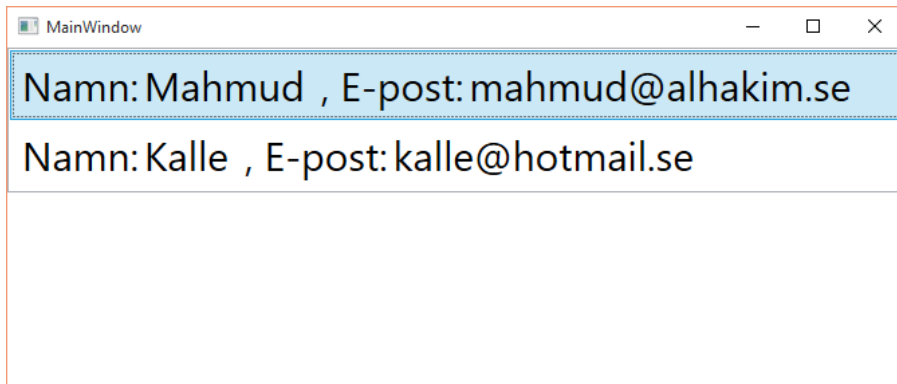 MainWindow
Namn: Mahmud , E-post: mahmud@alhakim.se
Namn: Kalle , E-post: kalle@hotmail.se